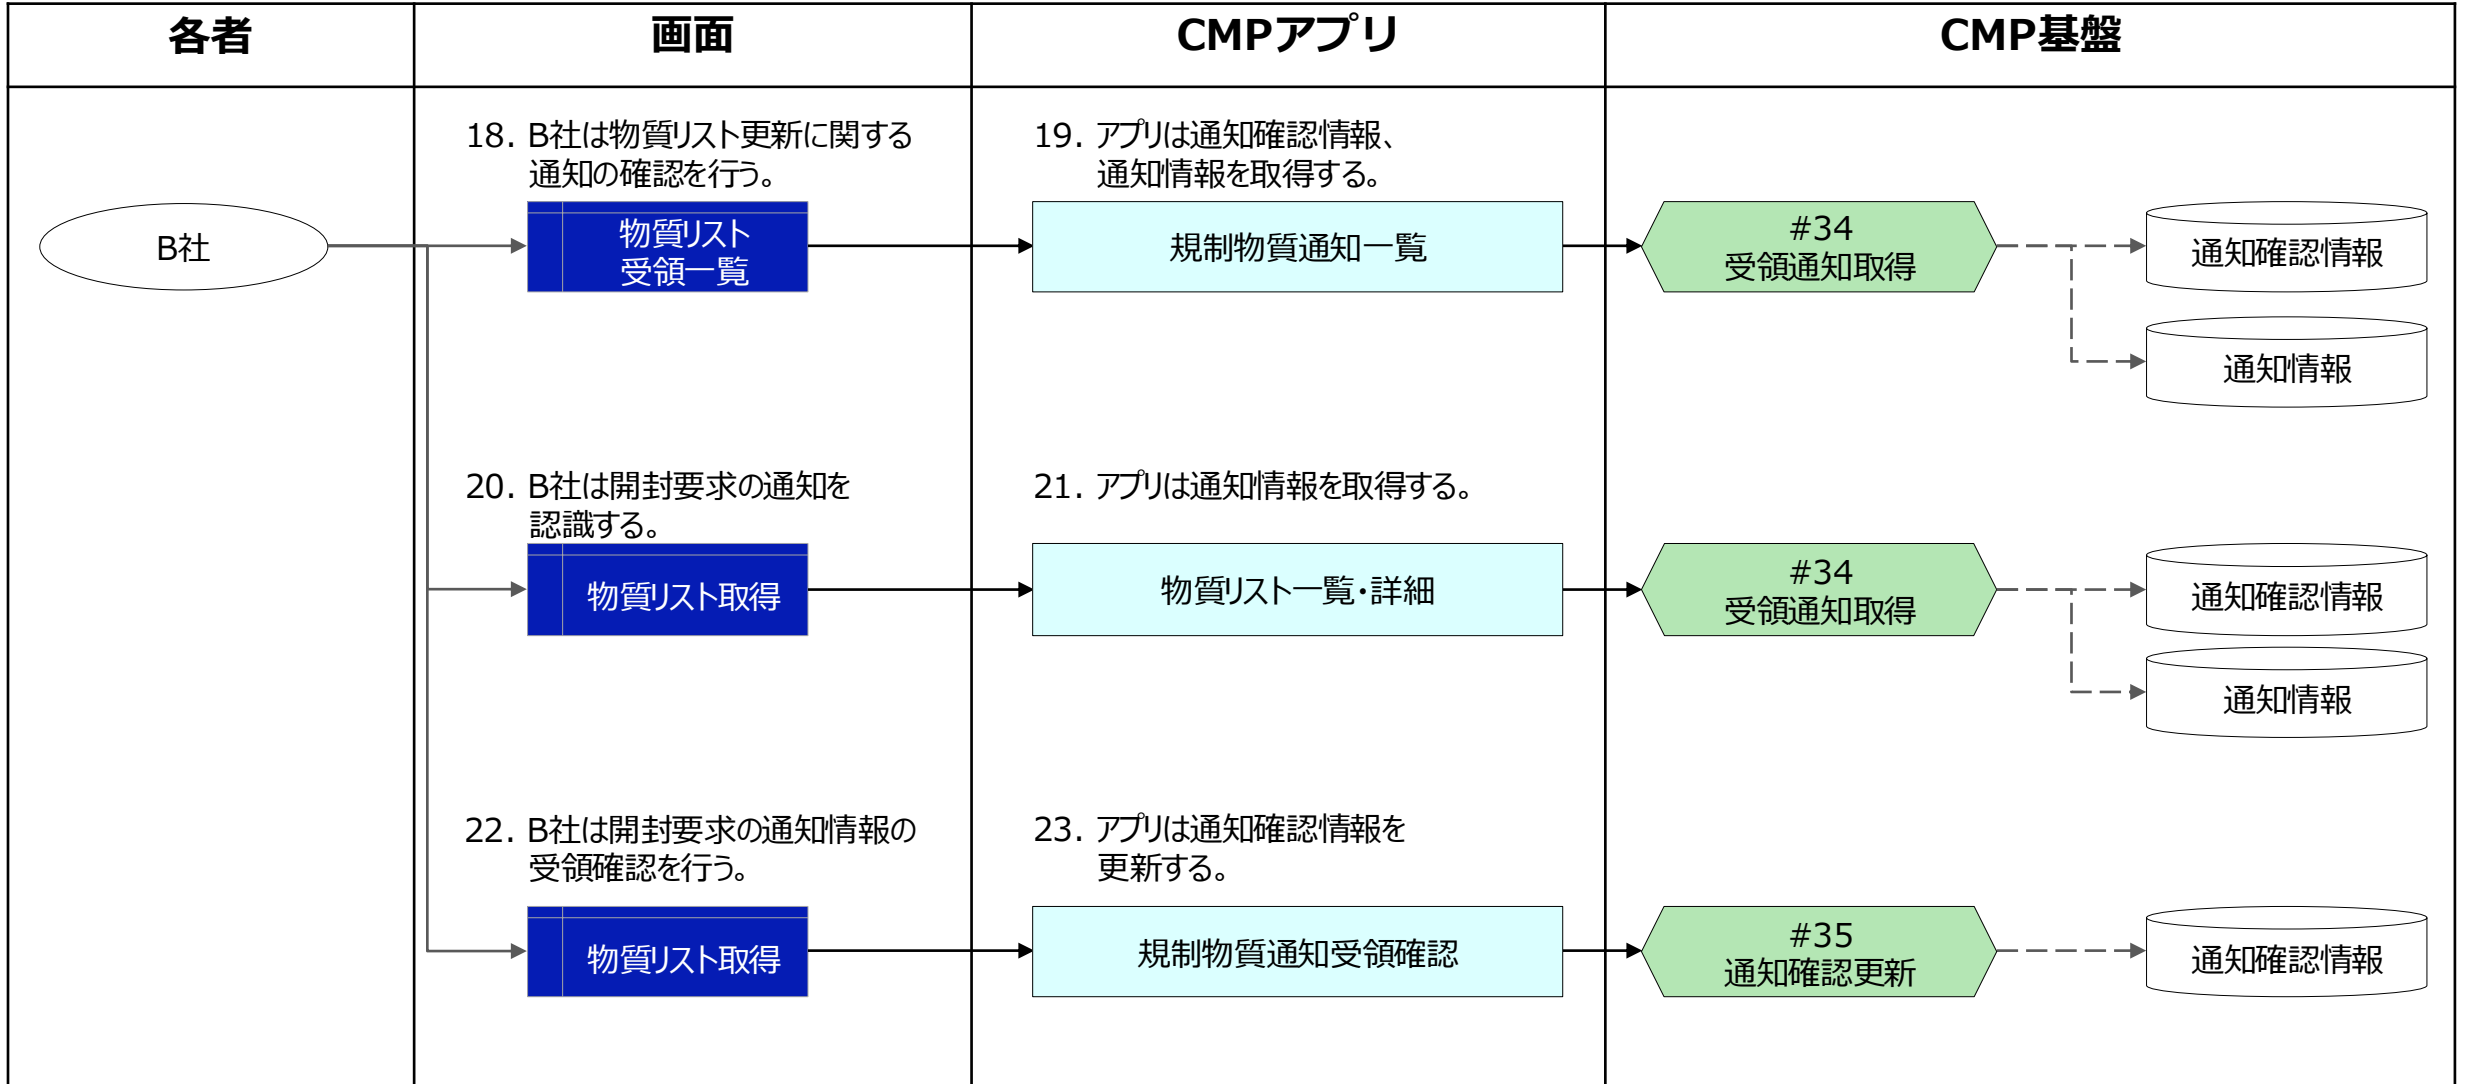 各者
画面
CMPアプリ
CMP基盤
18. B社は物質リスト更新に関する
通知の確認を行う。
19. アプリは通知確認情報、
通知情報を取得する。
B社
物質リスト
受領一覧
規制物質通知一覧
#34
受領通知取得
通知確認情報
通知情報
20. B社は開封要求の通知を
認識する。
21. アプリは通知情報を取得する。
物質リスト取得
物質リスト一覧・詳細
#34
受領通知取得
通知確認情報
通知情報
22. B社は開封要求の通知情報の
受領確認を行う。
23. アプリは通知確認情報を
更新する。
物質リスト取得
規制物質通知受領確認
#35
通知確認更新
通知確認情報